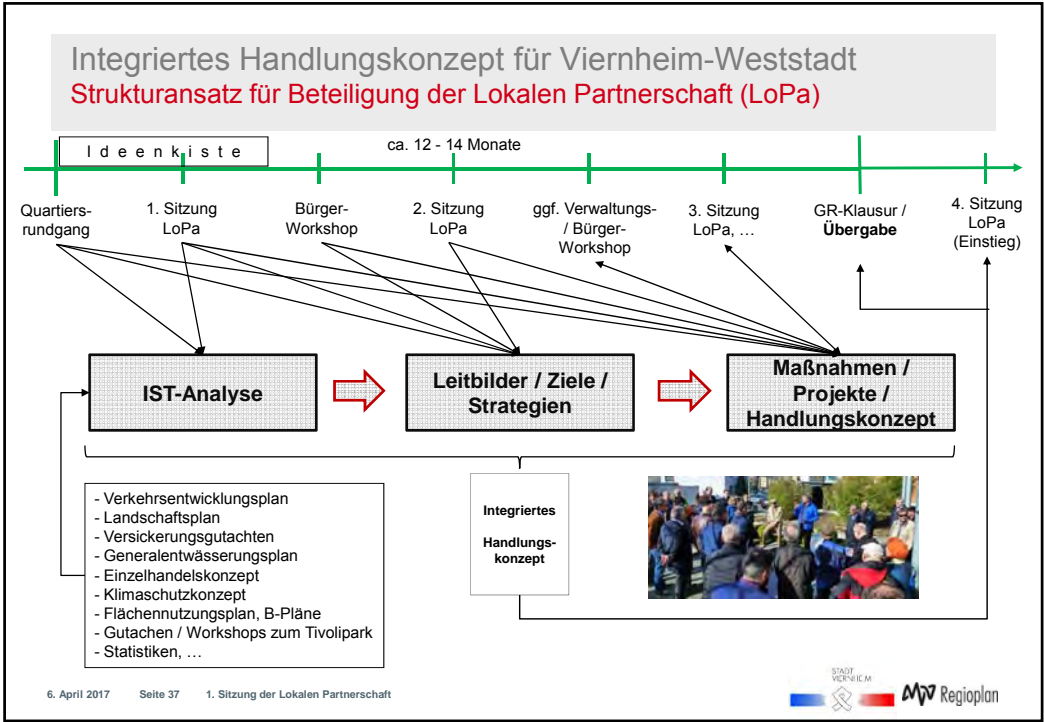 Integriertes Handlungskonzept für Viernheim-Weststadt
Strukturansatz für Beteiligung der Lokalen Partnerschaft (LoPa)
I d e e n k i s t e
ca. 12 - 14 Monate
Quartiers-
rundgang
1. Sitzung
LoPa
Bürger-
Workshop
2. Sitzung
LoPa
ggf. Verwaltungs-
/ Bürger-
Workshop
3. Sitzung
LoPa, …
GR-Klausur /
Übergabe
4. Sitzung
LoPa
(Einstieg)
IST-Analyse
Leitbilder / Ziele /
Strategien
Maßnahmen /
Projekte /
Handlungskonzept
- Verkehrsentwicklungsplan
- Landschaftsplan
- Versickerungsgutachten
- Generalentwässerungsplan
- Einzelhandelskonzept
- Klimaschutzkonzept
- Flächennutzungsplan, B-Pläne
- Gutachen / Workshops zum Tivolipark
- Statistiken, …
Integriertes
Handlungs-
konzept
6. April 2017 Seite 37 1. Sitzung der Lokalen Partnerschaft
STADT
VIERNHEIM
MVV Regioplan